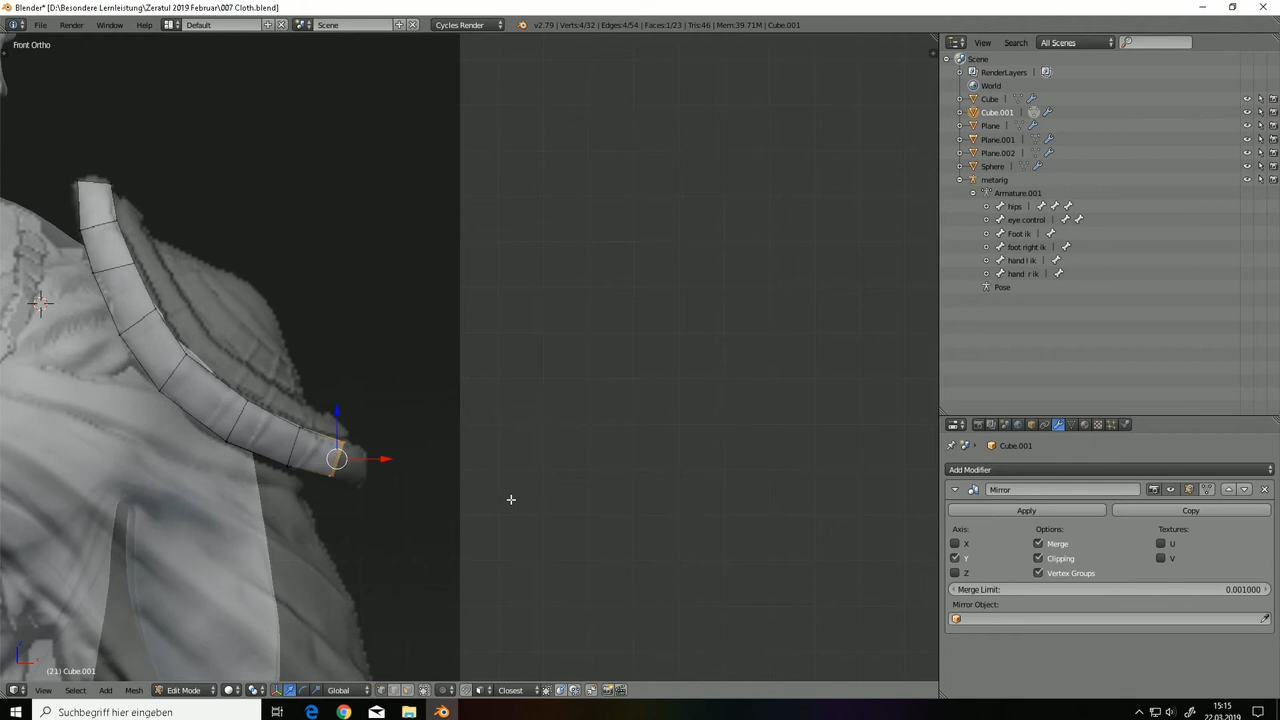 Blender* [D:\Besondere Lernleistung\Zeratul 2019 Februar\007 Cloth.blend]
File Render Window Help Default Scene Cycles Render v2.79 | Verts:4/32 | Edges:4/54 | Faces:1/23 | Tris:46 | Mem:39.71M | Cube.001
Front Ortho
View Search All Scenes
Scene
RenderLayers
World
Cube
Cube.001
Plane
Plane.001
Plane.002
Sphere
metarig
Armature.001
hips
eye control
Foot ik
foot right ik
hand l ik
hand r ik
Pose
Cube.001
Add Modifier
Mirror
Apply Copy
Axis: Options: Textures:
X Merge U
Y Clipping V
Z Vertex Groups
Merge Limit: 0.001000
Mirror Object:
(21) Cube.001
View Select Add Mesh Edit Mode Global Closest
Suchbegriff hier eingeben
15:15
22.03.2019